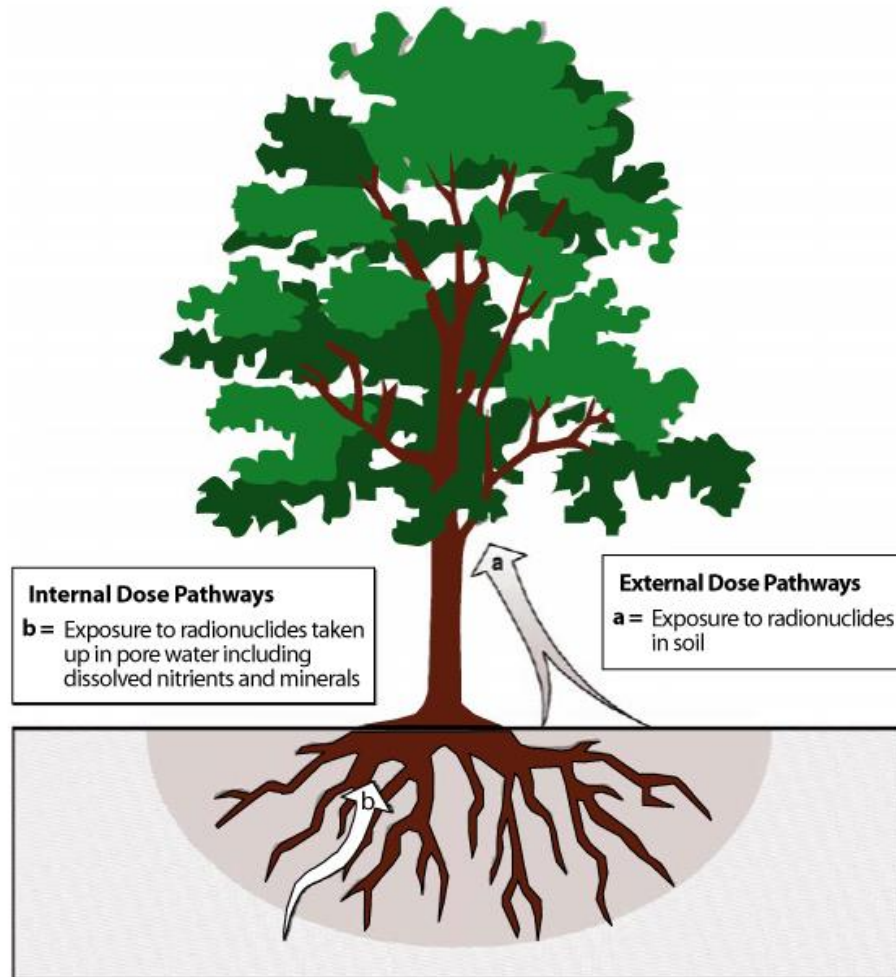 a
Internal Dose Pathways
b = Exposure to radionuclides taken
up in pore water including
dissolved nitrients and minerals
External Dose Pathways
a = Exposure to radionuclides
in soil
b